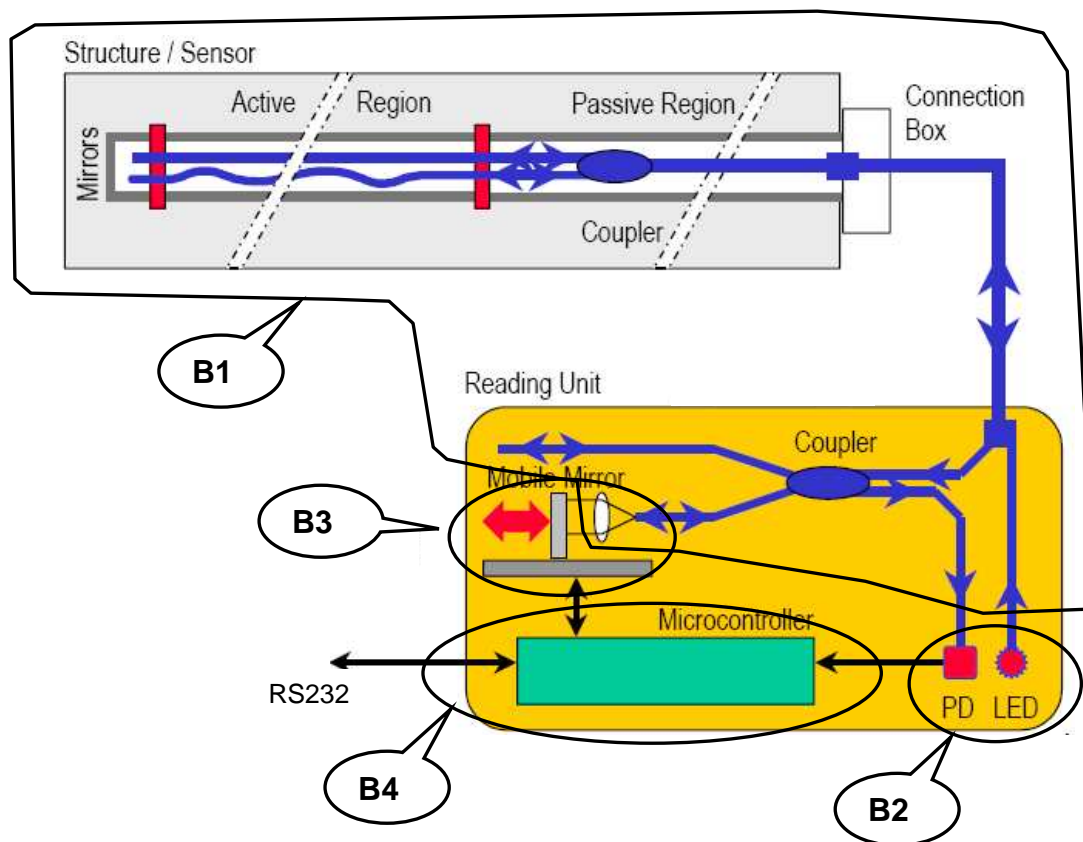 Structure / Sensor
Active Region
Passive Region
Connection
Box
Mirrors
Coupler
B1
Reading Unit
Coupler
Mobile Mirror
B3
Microcontroller
RS232
PD LED
B4
B2